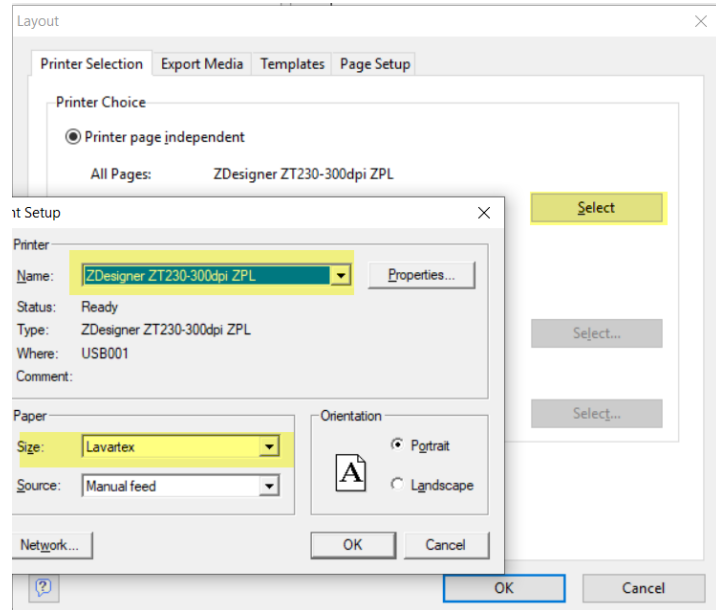 Layout
Printer Selection Export Media Templates Page Setup
Printer Choice
Printer page independent
All Pages: ZDesigner ZT230-300dpi ZPL
Select
nt Setup
Printer
Name: ZDesigner ZT230-300dpi ZPL Properties...
Status: Ready
Type: ZDesigner ZT230-300dpi ZPL
Where: USB001
Comment:
Select...
Paper
Size: Lavartex
Source: Manual feed
Orientation
A
Portrait
Landscape
Select...
Network... OK Cancel
? OK Cancel